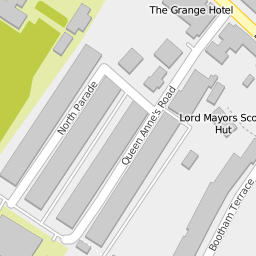 The Grange Hotel
North Parade
Queen Anne's Road
Lord Mayors Sco
Hut
Bootham Terrace